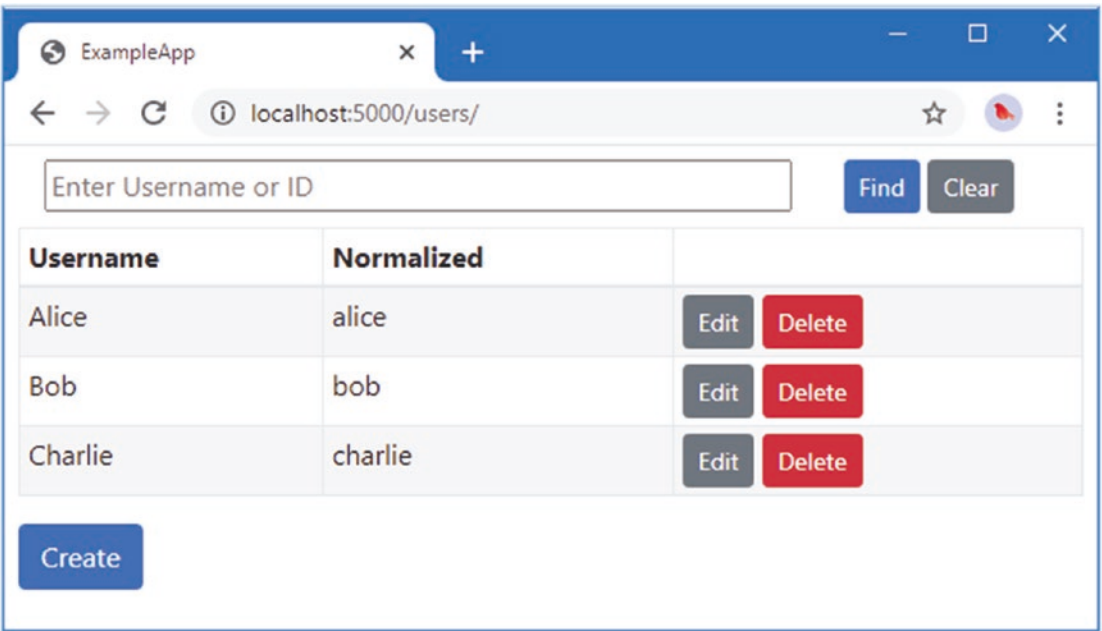 ExampleApp
localhost:5000/users/
Enter Username or ID Find Clear
Username Normalized
Alice alice Edit Delete
Bob bob Edit Delete
Charlie charlie Edit Delete
Create